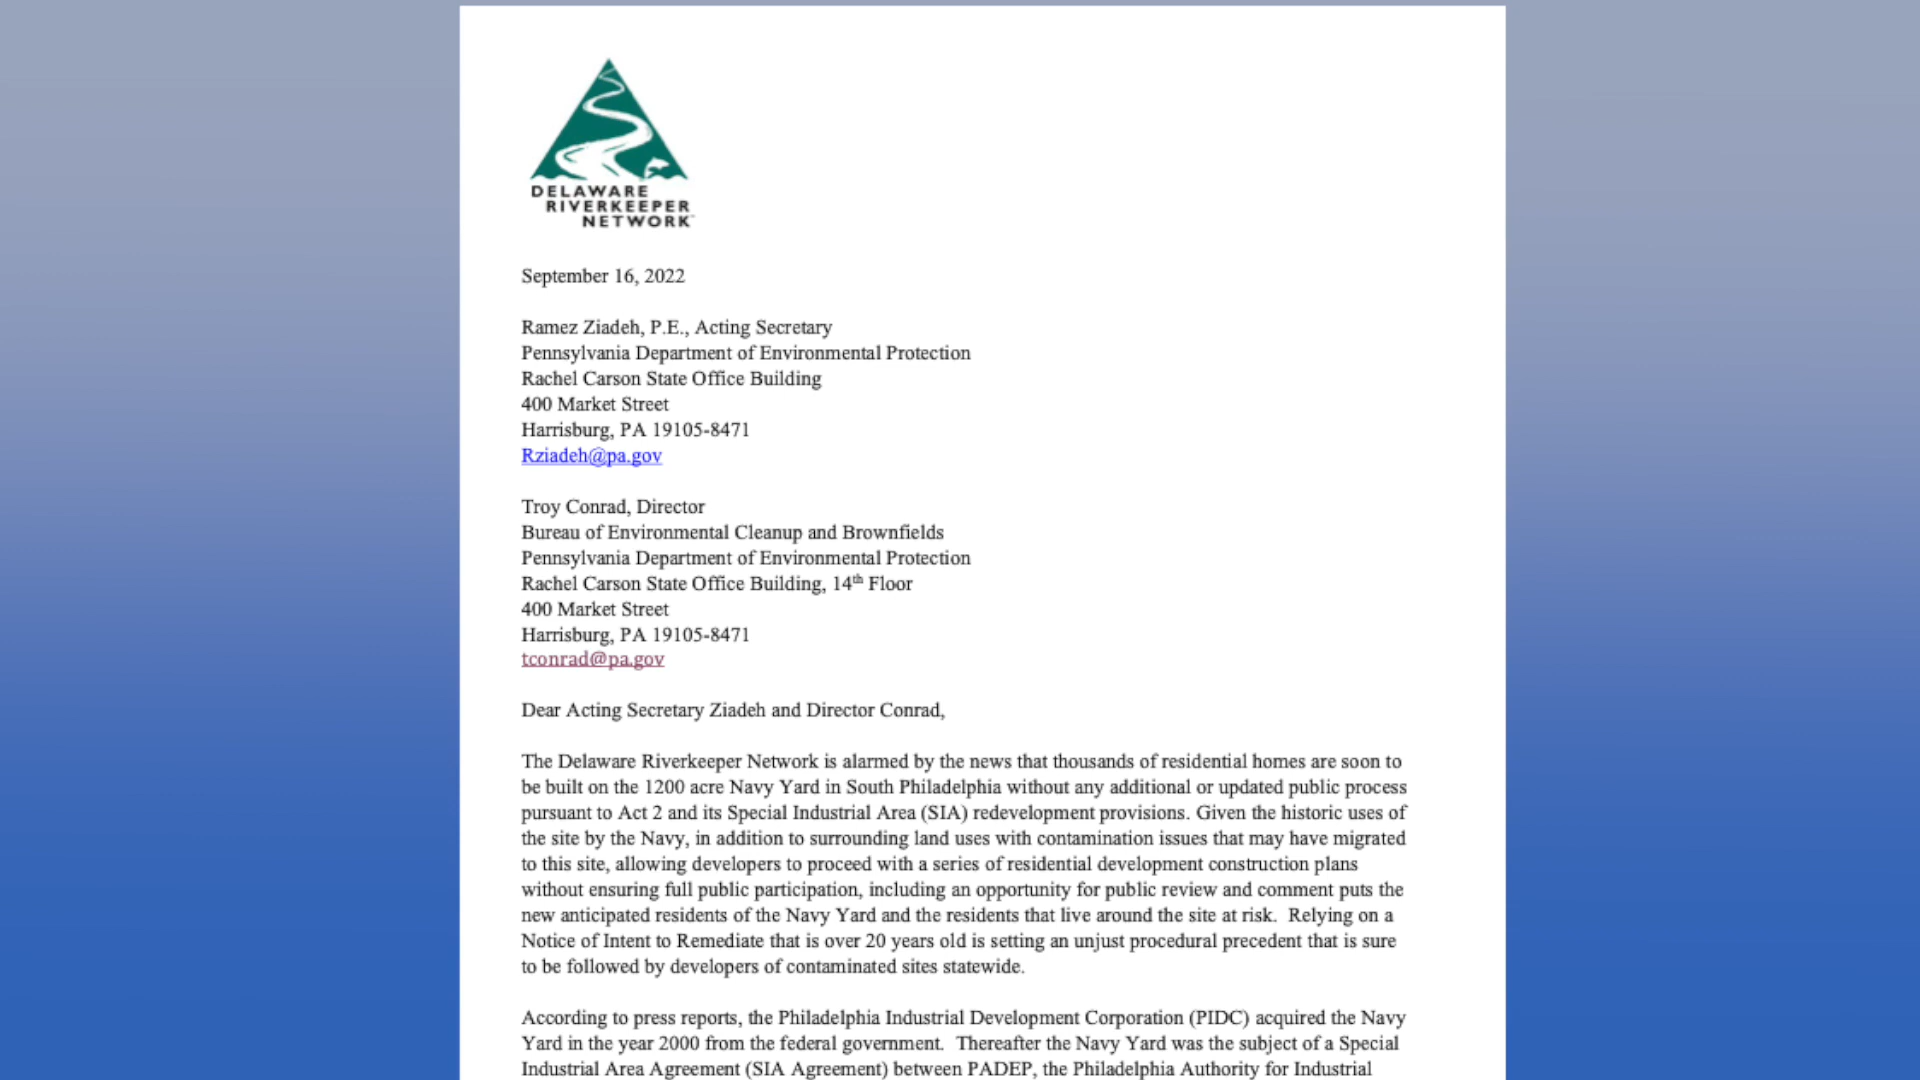 DELAWARE
RIVERKEEPER
NETWORK
September 16, 2022
Ramez Ziadeh, P.E., Acting Secretary
Pennsylvania Department of Environmental Protection
Rachel Carson State Office Building
400 Market Street
Harrisburg, PA 19105-8471
Rziadeh@pa.gov
Troy Conrad, Director
Bureau of Environmental Cleanup and Brownfields
Pennsylvania Department of Environmental Protection
Rachel Carson State Office Building, 14th Floor
400 Market Street
Harrisburg, PA 19105-8471
tconrad@pa.gov
Dear Acting Secretary Ziadeh and Director Conrad,
The Delaware Riverkeeper Network is alarmed by the news that thousands of residential homes are soon to
be built on the 1200 acre Navy Yard in South Philadelphia without any additional or updated public process
pursuant to Act 2 and its Special Industrial Area (SIA) redevelopment provisions. Given the historic uses of
the site by the Navy, in addition to surrounding land uses with contamination issues that may have migrated
to this site, allowing developers to proceed with a series of residential development construction plans
without ensuring full public participation, including an opportunity for public review and comment puts the
new anticipated residents of the Navy Yard and the residents that live around the site at risk.  Relying on a
Notice of Intent to Remediate that is over 20 years old is setting an unjust procedural precedent that is sure
to be followed by developers of contaminated sites statewide.
According to press reports, the Philadelphia Industrial Development Corporation (PIDC) acquired the Navy
Yard in the year 2000 from the federal government.  Thereafter the Navy Yard was the subject of a Special
Industrial Area Agreement (SIA Agreement) between PADEP, the Philadelphia Authority for Industrial